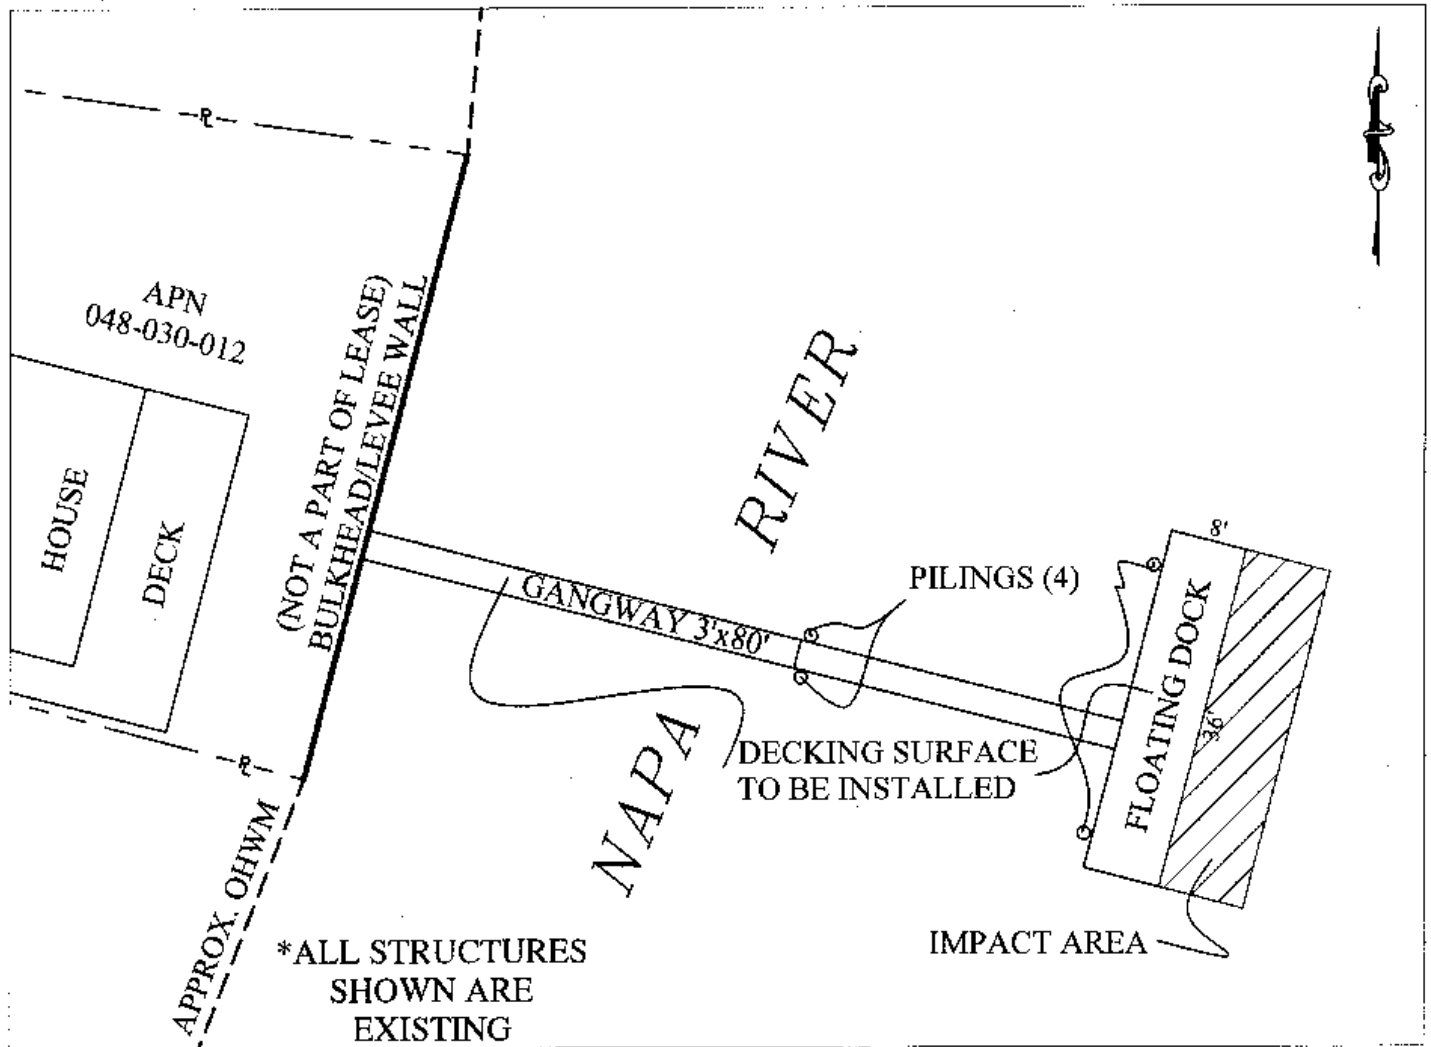 PL
APN
048-030-012
(NOT A PART OF LEASE)
BULKHEAD/LEVEE WALL
HOUSE
DECK
RIVER
NAPA
GANGWAY 3'x80'
PILINGS (4)
8'
FLOATING DOCK
36'
DECKING SURFACE
TO BE INSTALLED
PL
APPROX. OHWM
IMPACT AREA
*ALL STRUCTURES
SHOWN ARE
EXISTING